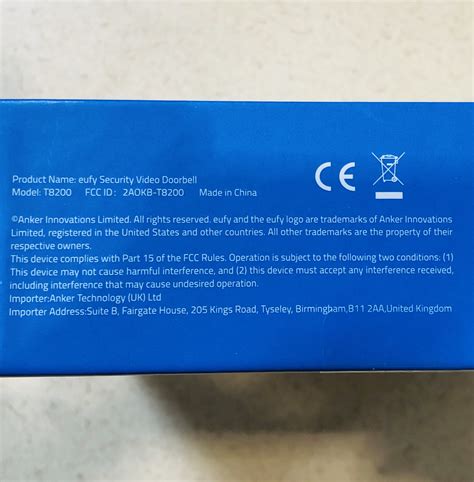 Product Name: eufy Security Video Doorbell
Model: T8200 FCC ID: 2AOKB-T8200 Made in China
©Anker Innovations Limited. All rights reserved. eufy and the eufy logo are trademarks of Anker Innovations
Limited, registered in the United States and other countries. All other trademarks are the property of their
respective owners.
This device complies with Part 15 of the FCC Rules. Operation is subject to the following two conditions: (1)
This device may not cause harmful interference, and (2) this device must accept any interference received,
including interference that may cause undesired operation.
Importer:Anker Technology (UK) Ltd
Importer Address:Suite B, Fairgate House, 205 Kings Road, Tyseley, Birmingham,B11 2AA,United Kingdom
CE